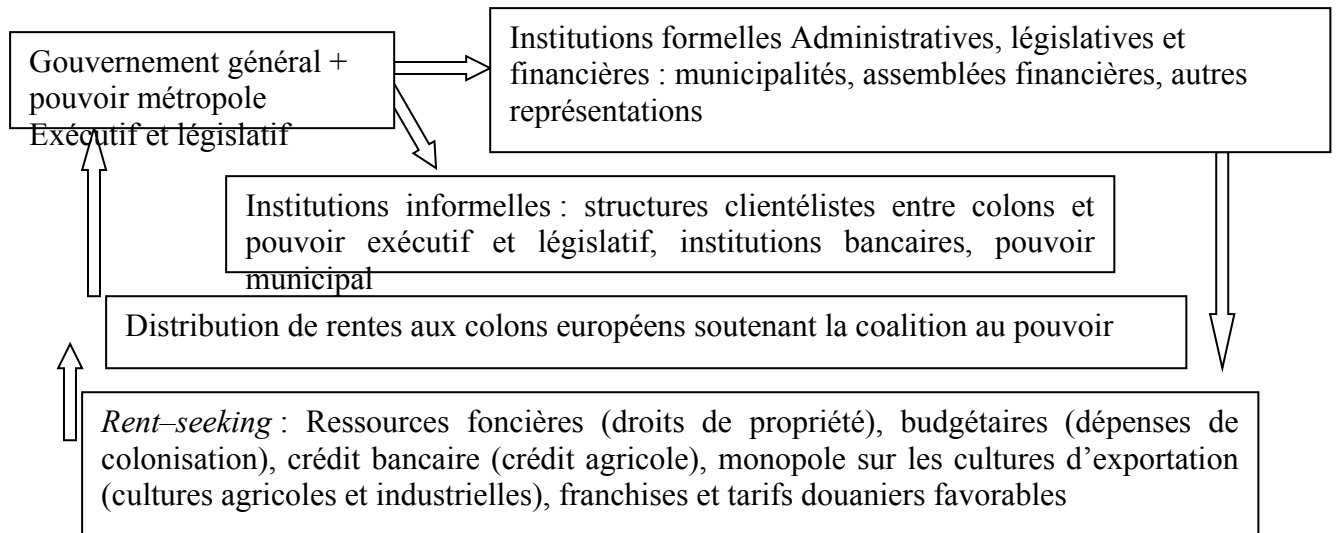 Gouvernement général +
pouvoir métropole
Exécutif et législatif
Institutions formelles Administratives, législatives et
financières : municipalités, assemblées financières, autres
représentations
Institutions informelles : structures clientélistes entre colons et
pouvoir exécutif et législatif, institutions bancaires, pouvoir
municipal
Distribution de rentes aux colons européens soutenant la coalition au pouvoir
Rent–seeking : Ressources foncières (droits de propriété), budgétaires (dépenses de
colonisation), crédit bancaire (crédit agricole), monopole sur les cultures d’exportation
(cultures agricoles et industrielles), franchises et tarifs douaniers favorables